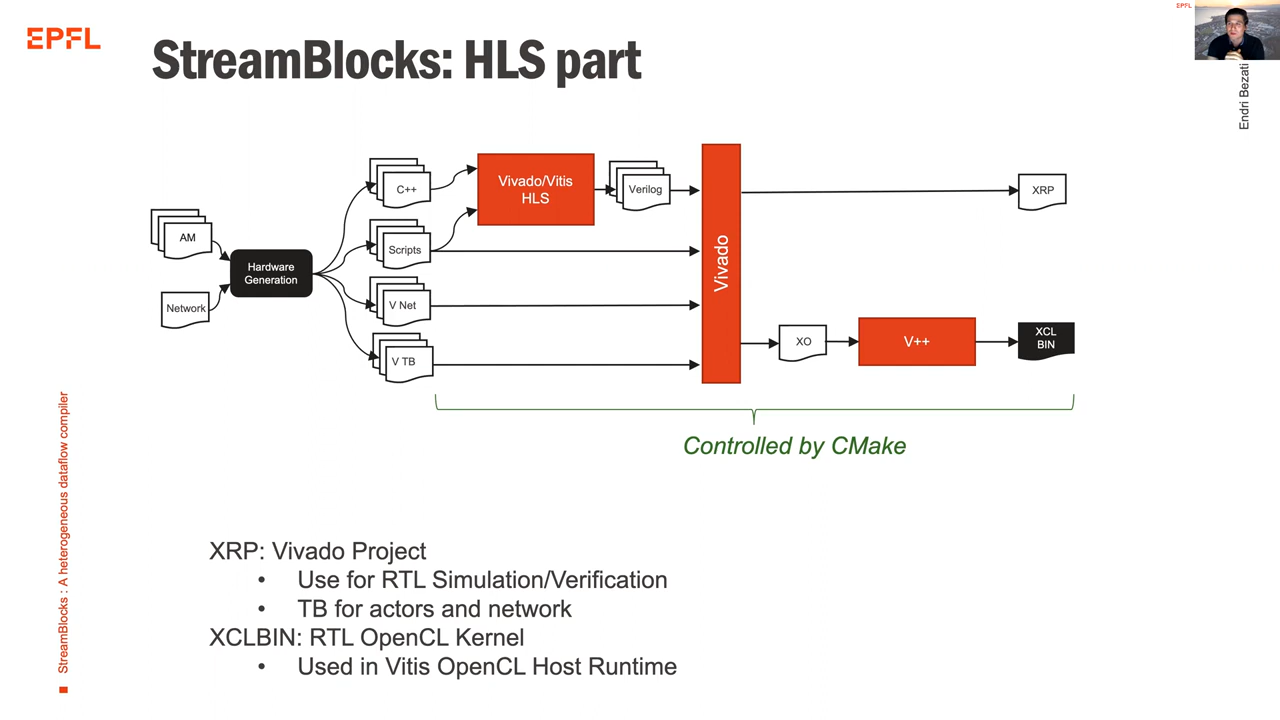 EPFL
StreamBlocks: HLS part
EPFL
Endri Bezati
C++
Vivado/Vitis
HLS
Verilog
XRP
AM
Scripts
Hardware
Generation
Vivado
Network
V Net
XO
V++
XCL
BIN
V TB
Controlled by CMake
StreamBlocks : A heterogeneous dataflow compiler
XRP: Vivado Project
• Use for RTL Simulation/Verification
• TB for actors and network
XCLBIN: RTL OpenCL Kernel
• Used in Vitis OpenCL Host Runtime